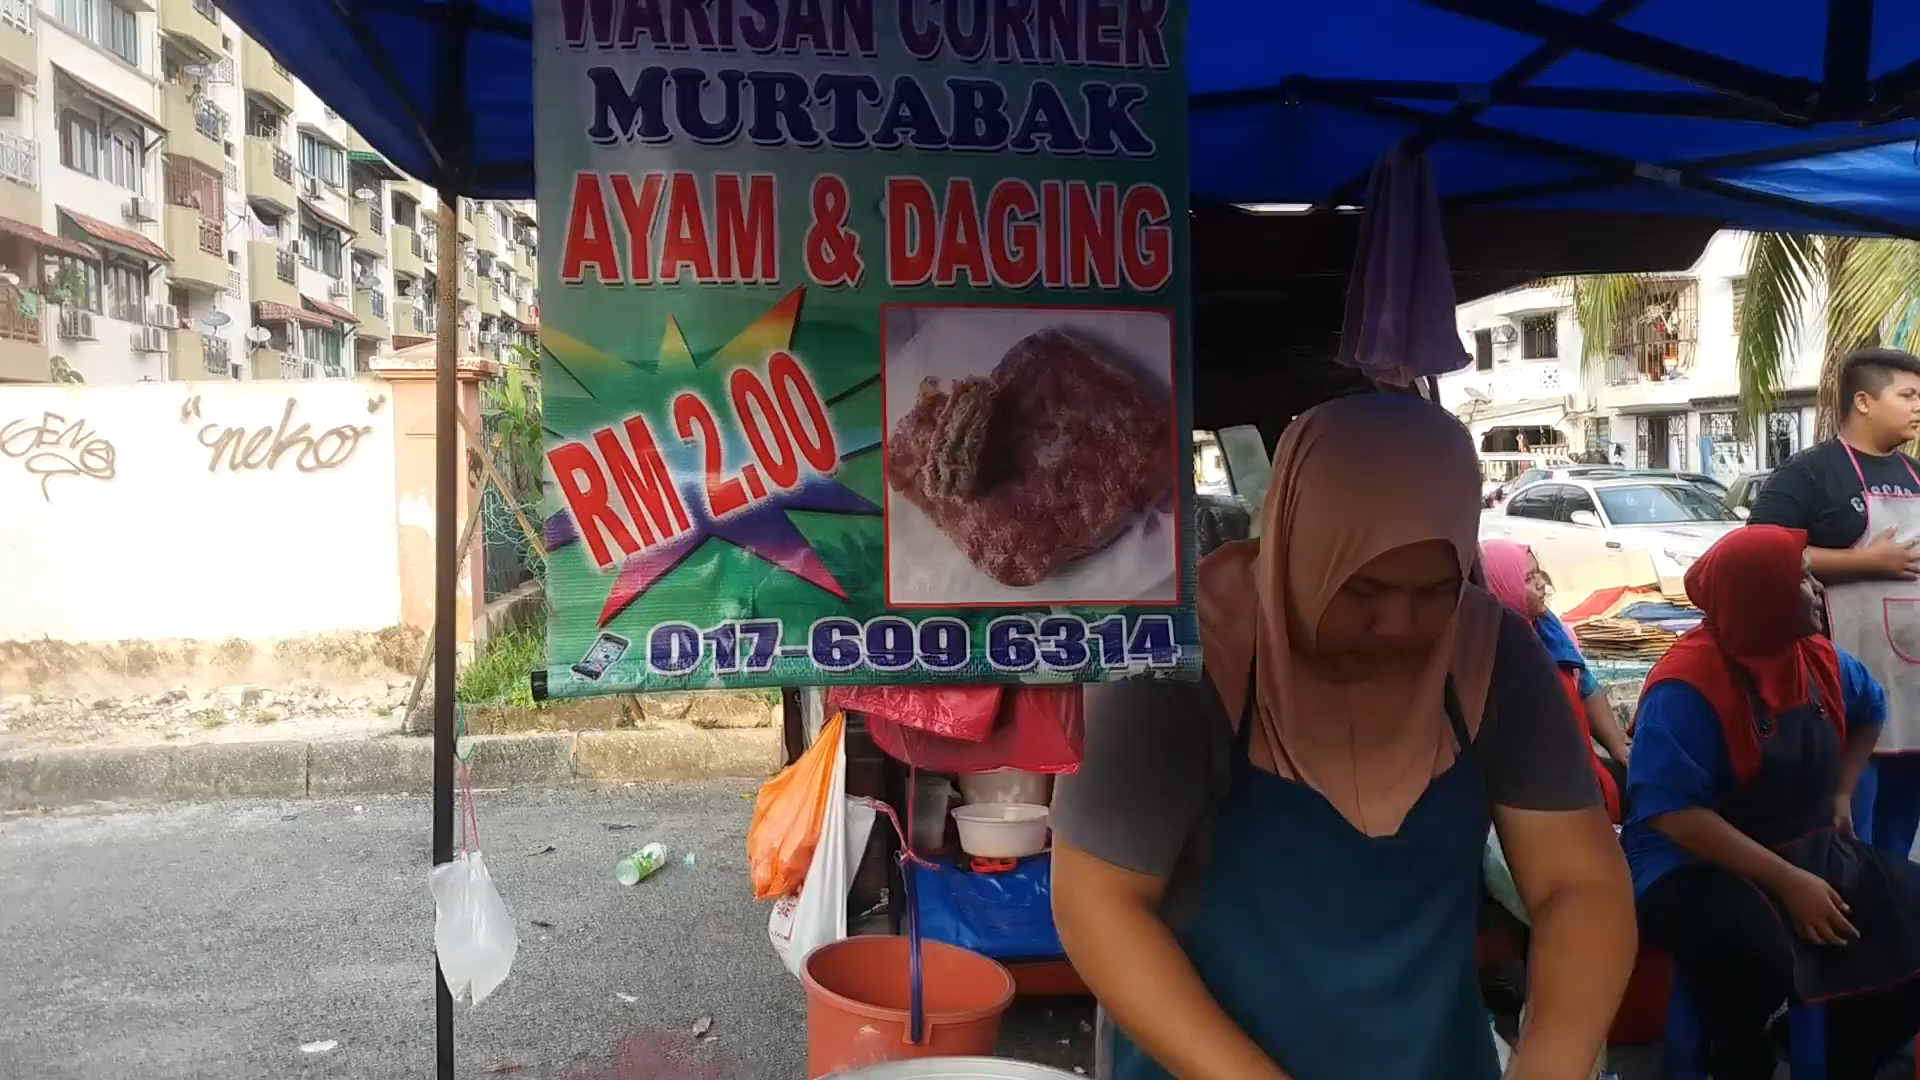 WARISAN CORNER
MURTABAK
AYAM & DAGING
RM 2.00
017-699 6314
"neko"